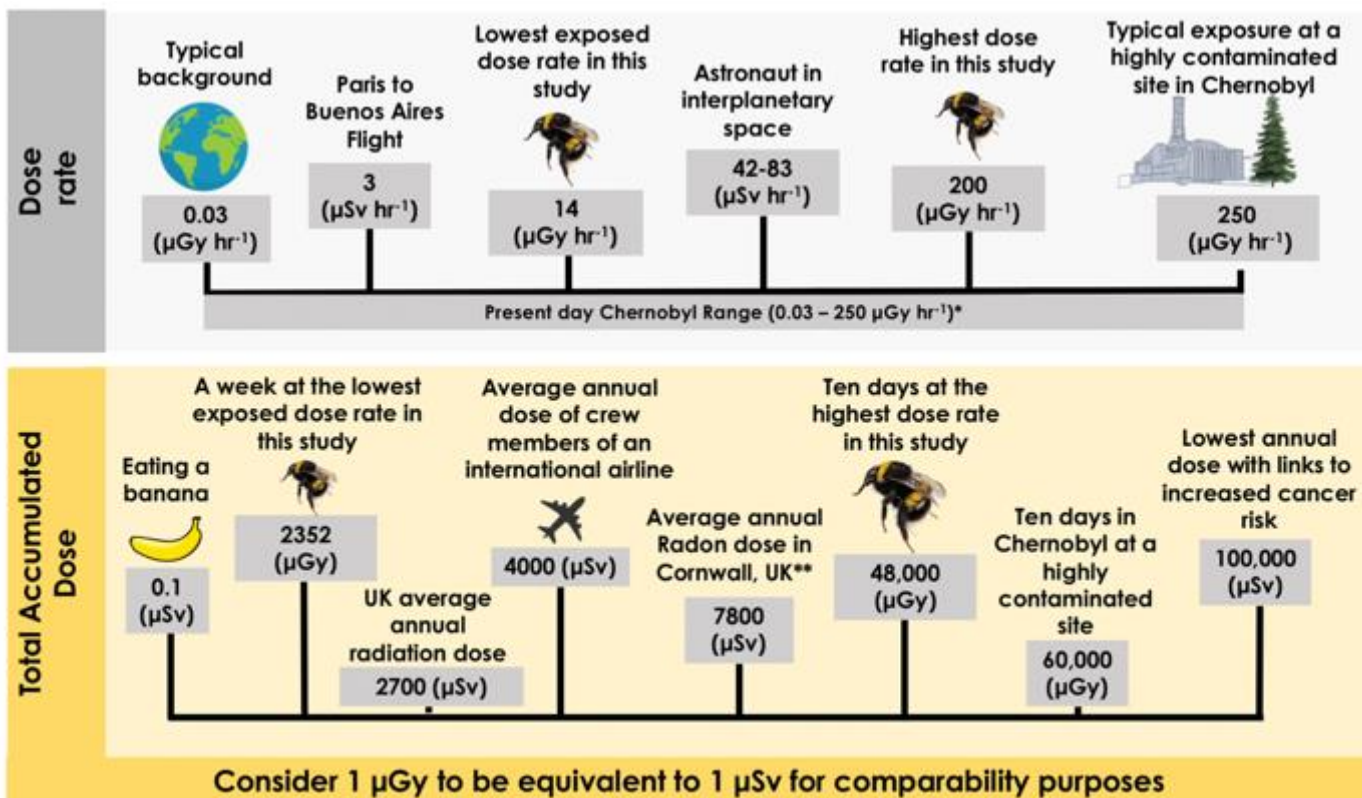 Dose
rate
Typical
background
0.03
(µGy hr⁻¹)
Paris to
Buenos Aires
Flight
3
(µSv hr⁻¹)
Lowest exposed
dose rate in this
study
14
(µGy hr⁻¹)
Astronaut in
interplanetary
space
42-83
(µSv hr⁻¹)
Highest dose
rate in this study
200
(µGy hr⁻¹)
Typical exposure at a
highly contaminated
site in Chernobyl
250
(µGy hr⁻¹)
Present day Chernobyl Range (0.03 – 250 µGy hr⁻¹)*
Total Accumulated
Dose
Eating a
banana
0.1
(µSv)
A week at the lowest
exposed dose rate in
this study
2352
(µGy)
UK average
annual
radiation dose
2700 (µSv)
Average annual
dose of crew
members of an
international airline
4000 (µSv)
Average annual
Radon dose in
Cornwall, UK**
7800
(µSv)
Ten days at the
highest dose rate
in this study
48,000
(µGy)
Ten days in
Chernobyl at a
highly
contaminated
site
60,000
(µGy)
Lowest annual
dose with links to
increased cancer
risk
100,000
(µSv)
Consider 1 µGy to be equivalent to 1 µSv for comparability purposes